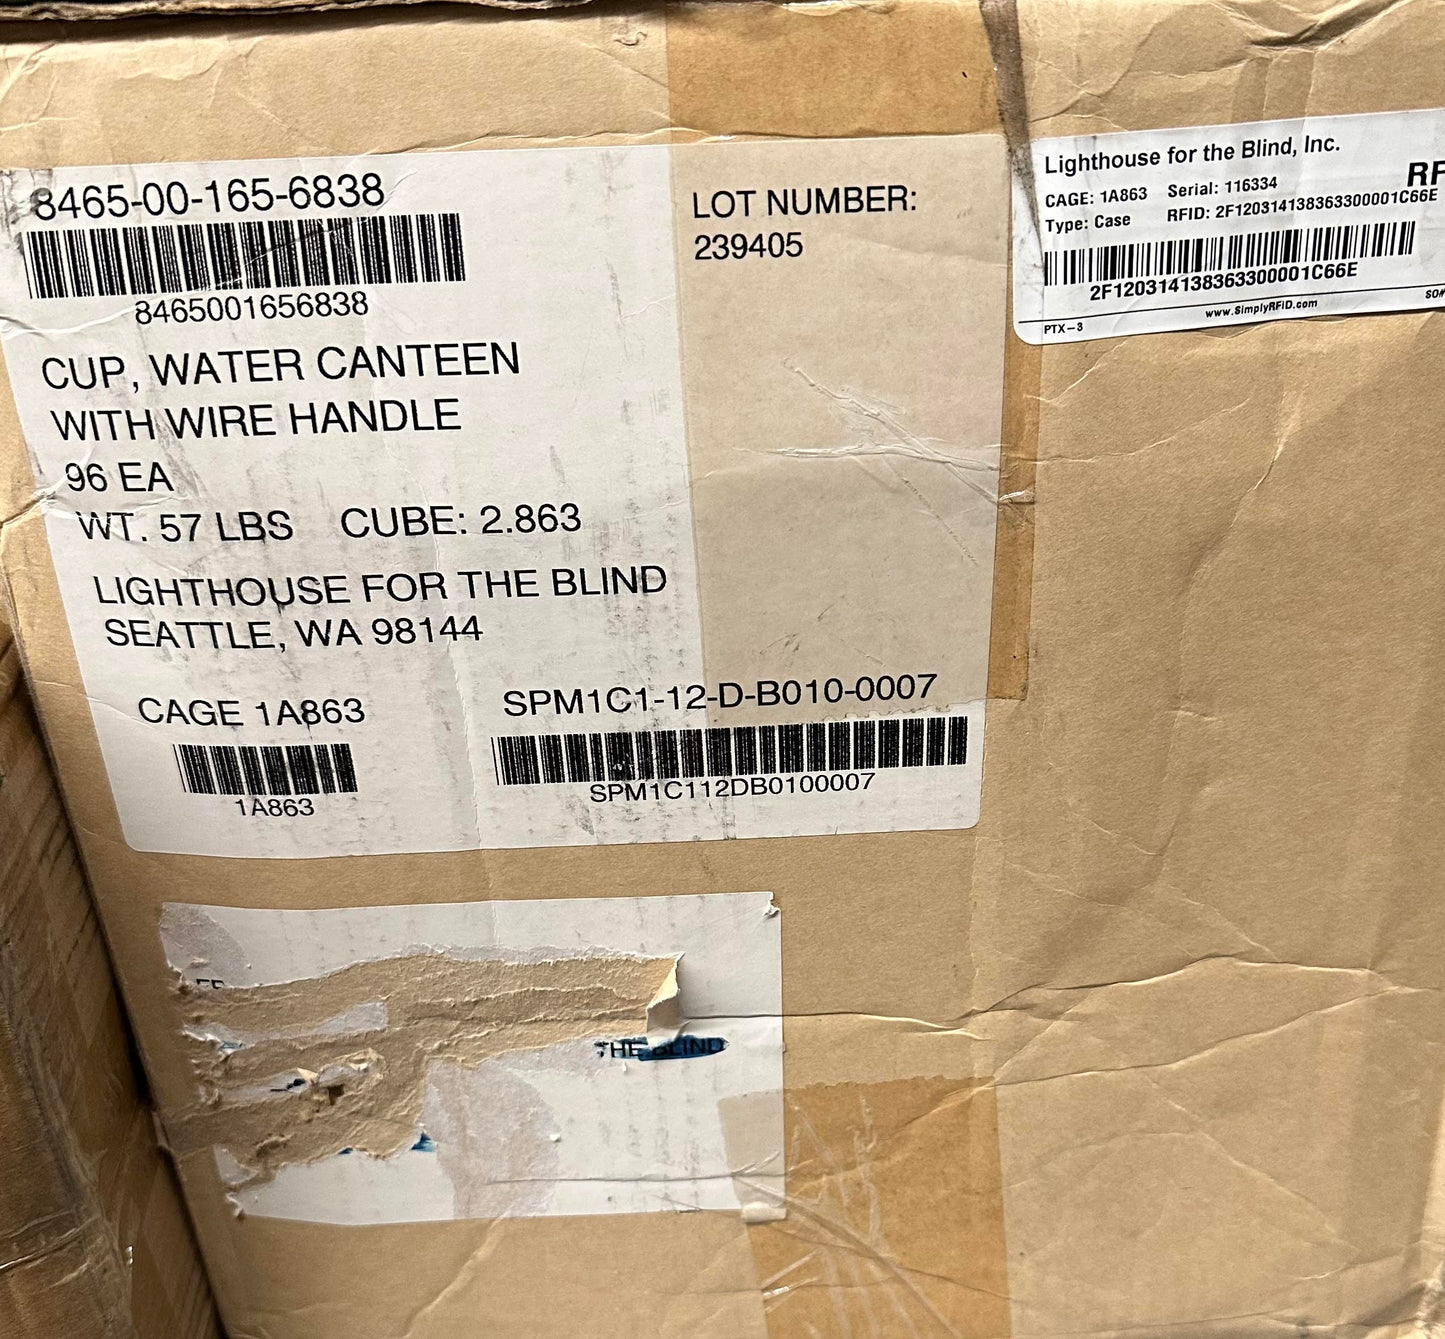 8465-00-165-6838
8465001656838
CUP, WATER CANTEEN
WITH WIRE HANDLE
96 EA
WT. 57 LBS CUBE: 2.863
LIGHTHOUSE FOR THE BLIND
SEATTLE, WA 98144
CAGE 1A863
1A863
LOT NUMBER:
239405
SPM1C1-12-D-B010-0007
SPM1C112DB0100007
Lighthouse for the Blind, Inc.
CAGE: 1A863 Serial: 116334
RF
Type: Case RFID: 2F120314138363300001C66E
2F120314138363300001C66E
www.SimplyRFiD.com
PTX-3
SO#
THE BLIND